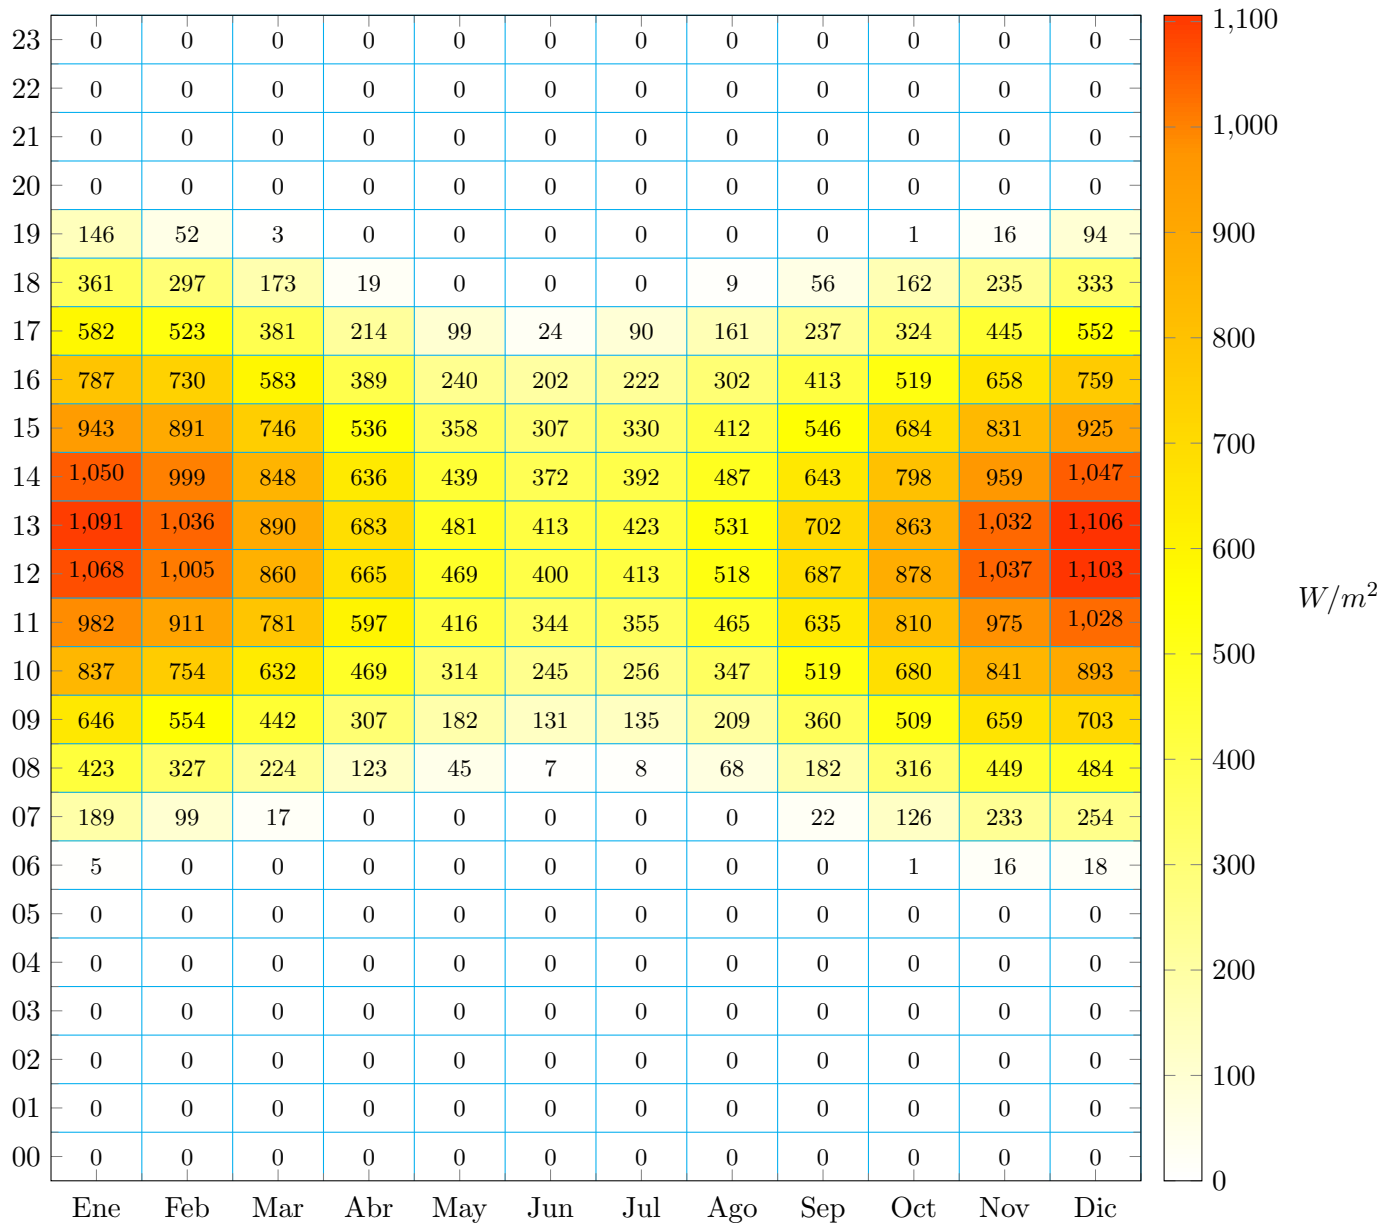 23 0 0 0 0 0 0 0 0 0 0 0 0 1,100
22 0 0 0 0 0 0 0 0 0 0 0 0
21 0 0 0 0 0 0 0 0 0 0 0 0 1,000
20 0 0 0 0 0 0 0 0 0 0 0 0
19 146 52 3 0 0 0 0 0 0 1 16 94 900
18 361 297 173 19 0 0 0 9 56 162 235 333
17 582 523 381 214 99 24 90 161 237 324 445 552 800
16 787 730 583 389 240 202 222 302 413 519 658 759
15 943 891 746 536 358 307 330 412 546 684 831 925 700
14 1,050 999 848 636 439 372 392 487 643 798 959 1,047
13 1,091 1,036 890 683 481 413 423 531 702 863 1,032 1,106 600
12 1,068 1,005 860 665 469 400 413 518 687 878 1,037 1,103
W/m²
11 982 911 781 597 416 344 355 465 635 810 975 1,028
10 837 754 632 469 314 245 256 347 519 680 841 893 500
09 646 554 442 307 182 131 135 209 360 509 659 703
08 423 327 224 123 45 7 8 68 182 316 449 484 400
07 189 99 17 0 0 0 0 0 22 126 233 254
06 5 0 0 0 0 0 0 0 0 1 16 18 300
05 0 0 0 0 0 0 0 0 0 0 0 0
04 0 0 0 0 0 0 0 0 0 0 0 0 200
03 0 0 0 0 0 0 0 0 0 0 0 0
02 0 0 0 0 0 0 0 0 0 0 0 0 100
01 0 0 0 0 0 0 0 0 0 0 0 0
00 0 0 0 0 0 0 0 0 0 0 0 0 0
Ene Feb Mar Abr May Jun Jul Ago Sep Oct Nov Dic